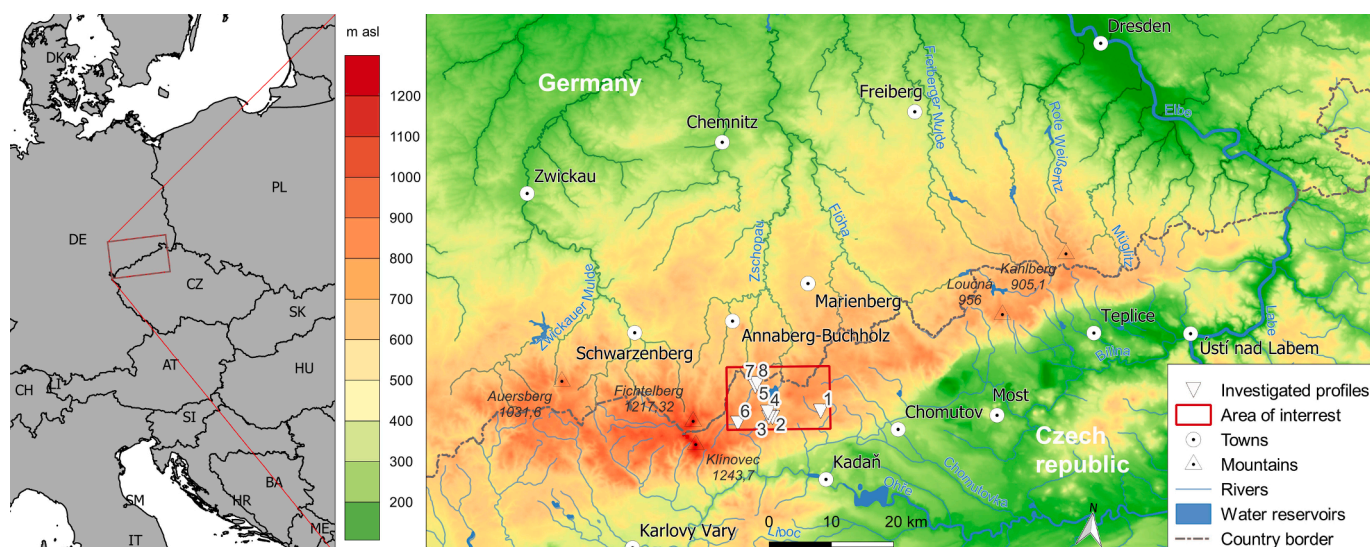 DK
PL
DE
CZ
SK
AT
HU
CH
SI
HR
BA
SM
IT
ME
m asl
1200
1100
1000
900
800
700
600
500
400
300
200
Germany
Dresden
Elbe
Freiberg
Freiberger Mulde
Rote Weißeritz
Chemnitz
Zwickau
Zschopau
Flöha
Müglitz
Kahlberg
905,1
Loučná
956
Zwickauer Mulde
Marienberg
Annaberg-Buchholz
Schwarzenberg
Teplice
Bílina
Labe
Ústí nad Labem
Auersberg
1031,6
Fichtelberg
1217,32
7 8
5
4
1
6
3
2
Klínovec
1243,7
Most
Chomutov
Kadaň
Czech
republic
Chomutovka
Ohře
Karlovy Vary
Liboc
0 10 20 km
N
Investigated profiles
Area of interrest
Towns
Mountains
Rivers
Water reservoirs
Country border